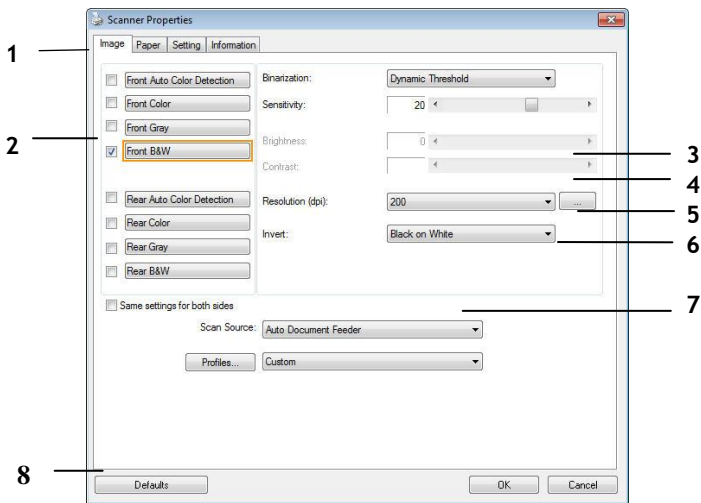 Scanner Properties
1
Image Paper Setting Information
Front Auto Color Detection Binarization: Dynamic Threshold
Front Color Sensitivity: 20
Front Gray
2
Front B&W Brightness: 0
3
Contrast:
4
Rear Auto Color Detection Resolution (dpi): 200 ...
5
Rear Color
Invert: Black on White
6
Rear Gray
Rear B&W
Same settings for both sides
7
Scan Source: Auto Document Feeder
Profiles... Custom
8
Defaults OK Cancel